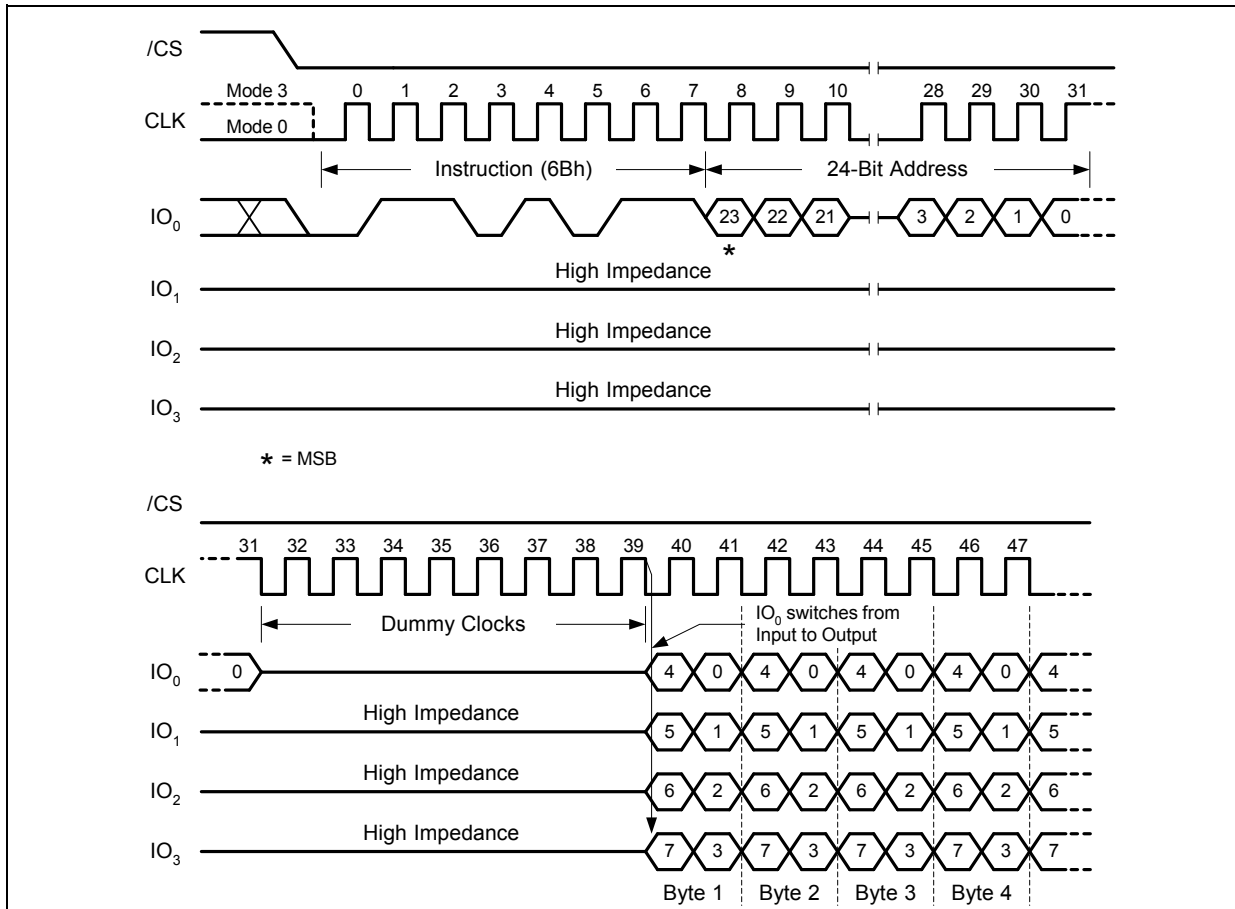 /CS
Mode 3 0 1 2 3 4 5 6 7 8 9 10 28 29 30 31
CLK
Mode 0
Instruction (6Bh) 24-Bit Address
IO0 23 22 21 3 2 1 0
*
High Impedance
IO1
High Impedance
IO2
High Impedance
IO3
* = MSB
/CS
31 32 33 34 35 36 37 38 39 40 41 42 43 44 45 46 47
CLK
Dummy Clocks
IO0 switches from
Input to Output
IO0 0 4 0 4 0 4 0 4 0 4
High Impedance
IO1 5 1 5 1 5 1 5 1 5
High Impedance
IO2 6 2 6 2 6 2 6 2 6
High Impedance
IO3 7 3 7 3 7 3 7 3 7
Byte 1 Byte 2 Byte 3 Byte 4